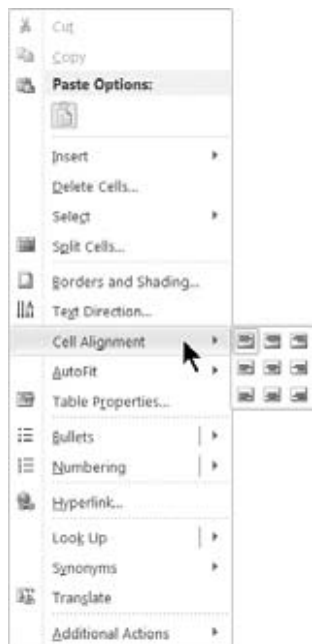 Cut
Copy
Paste Options:
Insert
Delete Cells...
Select
Split Cells...
Borders and Shading...
Text Direction...
Cell Alignment
AutoFit
Table Properties...
Bullets
Numbering
Hyperlink...
Look Up
Synonyms
Translate
Additional Actions